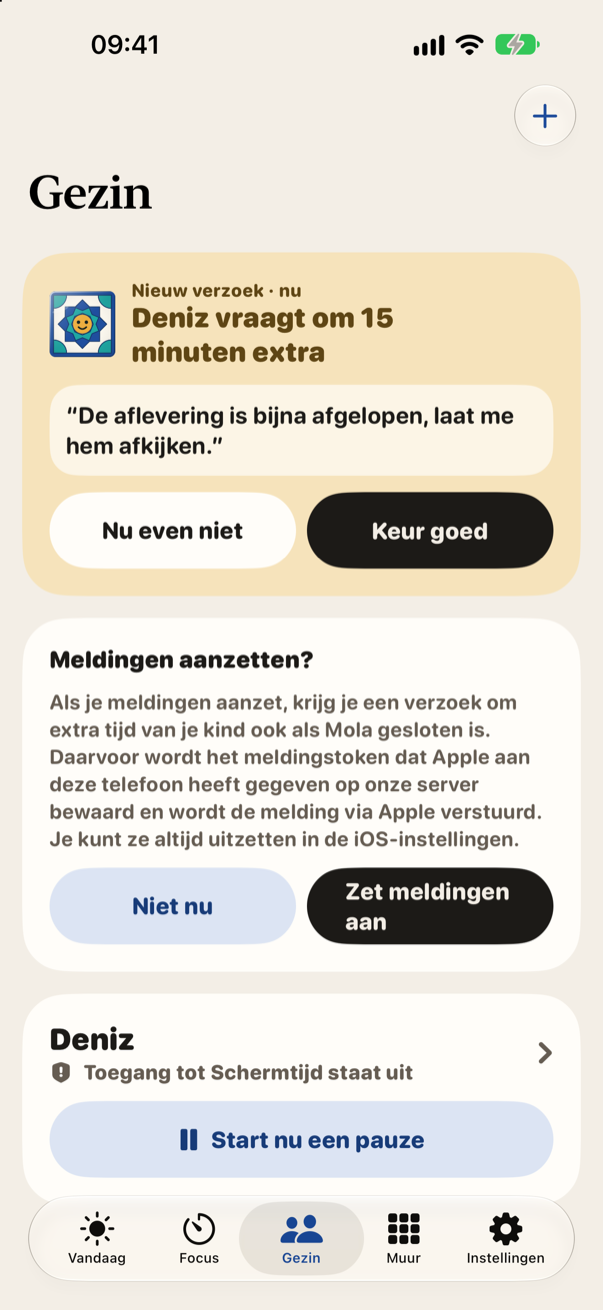 09:41
Gezin
Nieuw verzoek · nu
Deniz vraagt om 15
minuten extra
“De aflevering is bijna afgelopen, laat me
hem afkijken.”
Nu even niet
Keur goed
Meldingen aanzetten?
Als je meldingen aanzet, krijg je een verzoek om
extra tijd van je kind ook als Mola gesloten is.
Daarvoor wordt het meldingstoken dat Apple aan
deze telefoon heeft gegeven op onze server
bewaard en wordt de melding via Apple verstuurd.
Je kunt ze altijd uitzetten in de iOS-instellingen.
Niet nu
Zet meldingen
aan
Deniz
Toegang tot Schermtijd staat uit
Start nu een pauze
Vandaag
Focus
Gezin
Muur
Instellingen